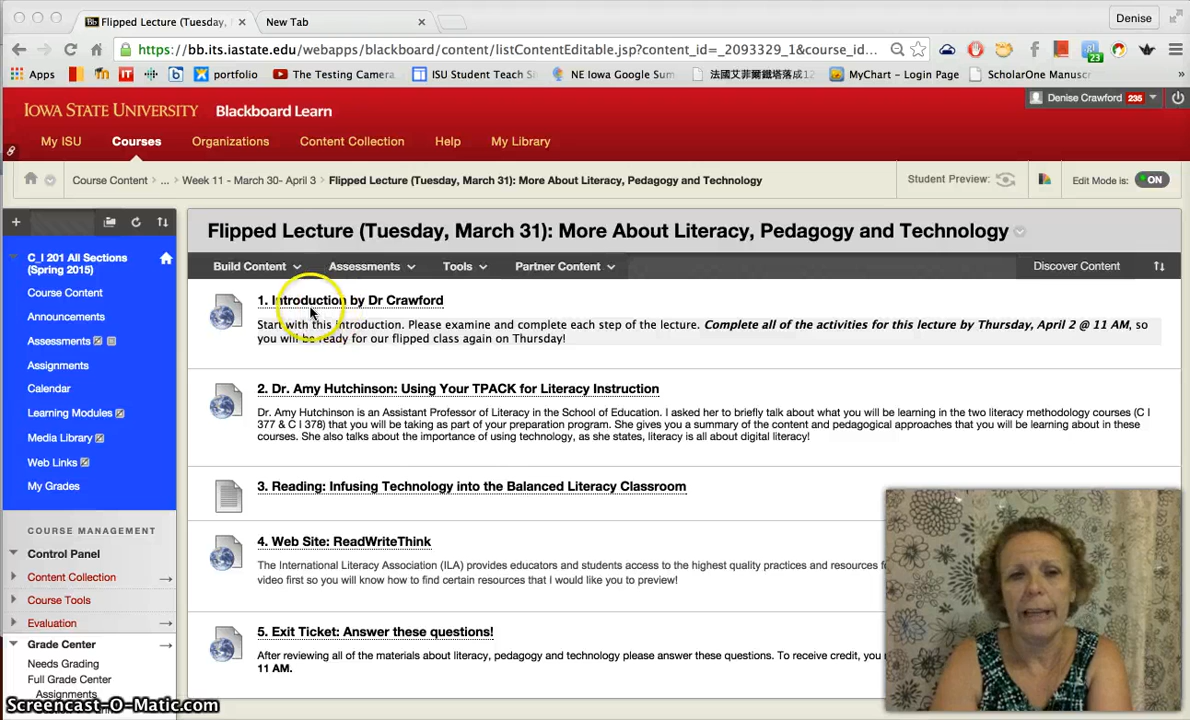 Flipped Lecture (Tuesday,
New Tab
Denise
https://bb.its.iastate.edu/webapps/blackboard/content/listContentEditable.jsp?content_id=_2093329_1&course_id...
23
Apps
portfolio
The Testing Camera
ISU Student Teach S
NE Iowa Google Sum
法國艾菲爾鐵塔落成12
MyChart - Login Page
ScholarOne Manusc
IOWA STATE UNIVERSITY
Blackboard Learn
Denise Crawford 235
My ISU
Courses
Organizations
Content Collection
Help
My Library
Course Content > ... > Week 11 - March 30- April 3 > Flipped Lecture (Tuesday, March 31): More About Literacy, Pedagogy and Technology
Student Preview:
Edit Mode is: ON
C_I 201 All Sections
(Spring 2015)
Course Content
Announcements
Assessments
Assignments
Calendar
Learning Modules
Media Library
Web Links
My Grades
COURSE MANAGEMENT
Control Panel
Content Collection
Course Tools
Evaluation
Grade Center
Needs Grading
Full Grade Center
Assignments
Flipped Lecture (Tuesday, March 31): More About Literacy, Pedagogy and Technology
Build Content
Assessments
Tools
Partner Content
Discover Content
1. Introduction by Dr Crawford
Start with this introduction. Please examine and complete each step of the lecture. Complete all of the activities for this lecture by Thursday, April 2 @ 11 AM, so
you will be ready for our flipped class again on Thursday!
2. Dr. Amy Hutchinson: Using Your TPACK for Literacy Instruction
Dr. Amy Hutchinson is an Assistant Professor of Literacy in the School of Education. I asked her to briefly talk about what you will be learning in the two literacy methodology courses (C I
377 & C I 378) that you will be taking as part of your preparation program. She gives you a summary of the content and pedagogical approaches that you will be learning about in these
courses. She also talks about the importance of using technology, as she states, literacy is all about digital literacy!
3. Reading: Infusing Technology into the Balanced Literacy Classroom
4. Web Site: ReadWriteThink
The International Literacy Association (ILA) provides educators and students access to the highest quality practices and resources f
video first so you will know how to find certain resources that I would like you to preview!
5. Exit Ticket: Answer these questions!
After reviewing all of the materials about literacy, pedagogy and technology please answer these questions. To receive credit, you
11 AM.
Screencast-O-Matic.com